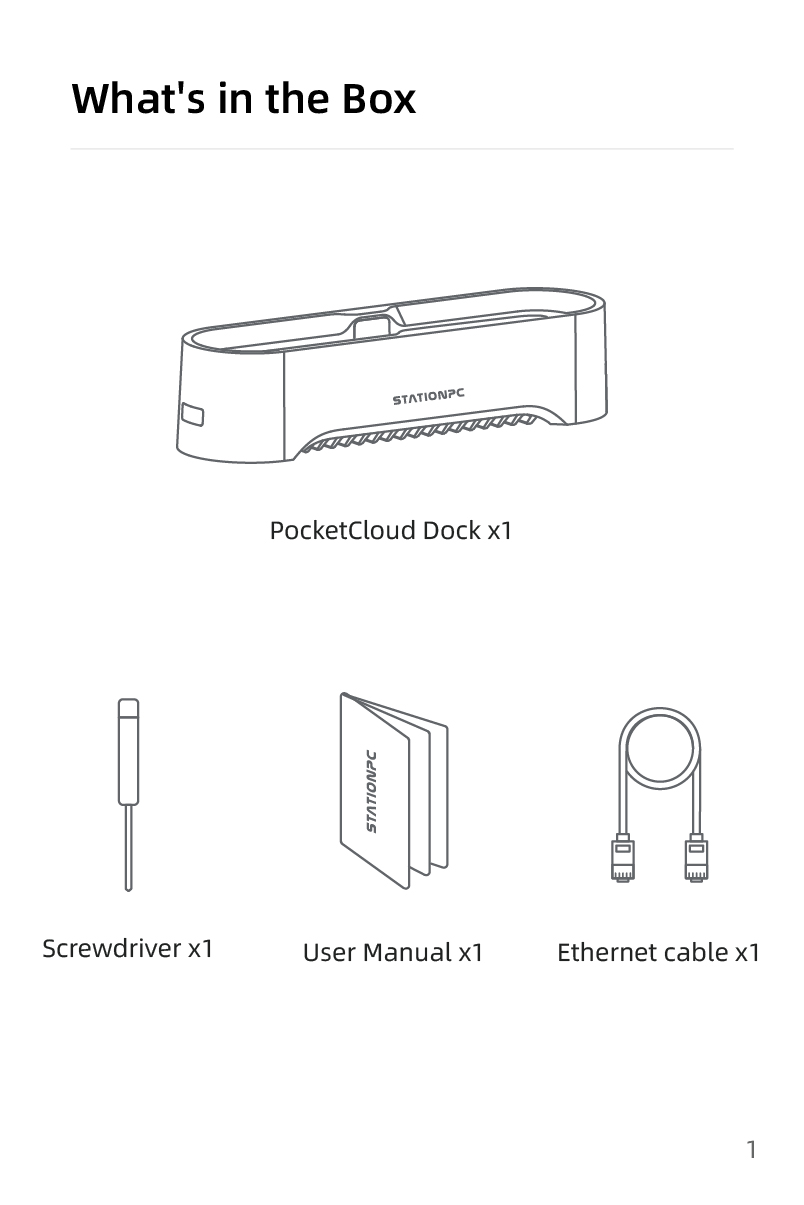 What's in the Box
STATIONPC
PocketCloud Dock x1
STATIONPC
Screwdriver x1
User Manual x1
Ethernet cable x1
1